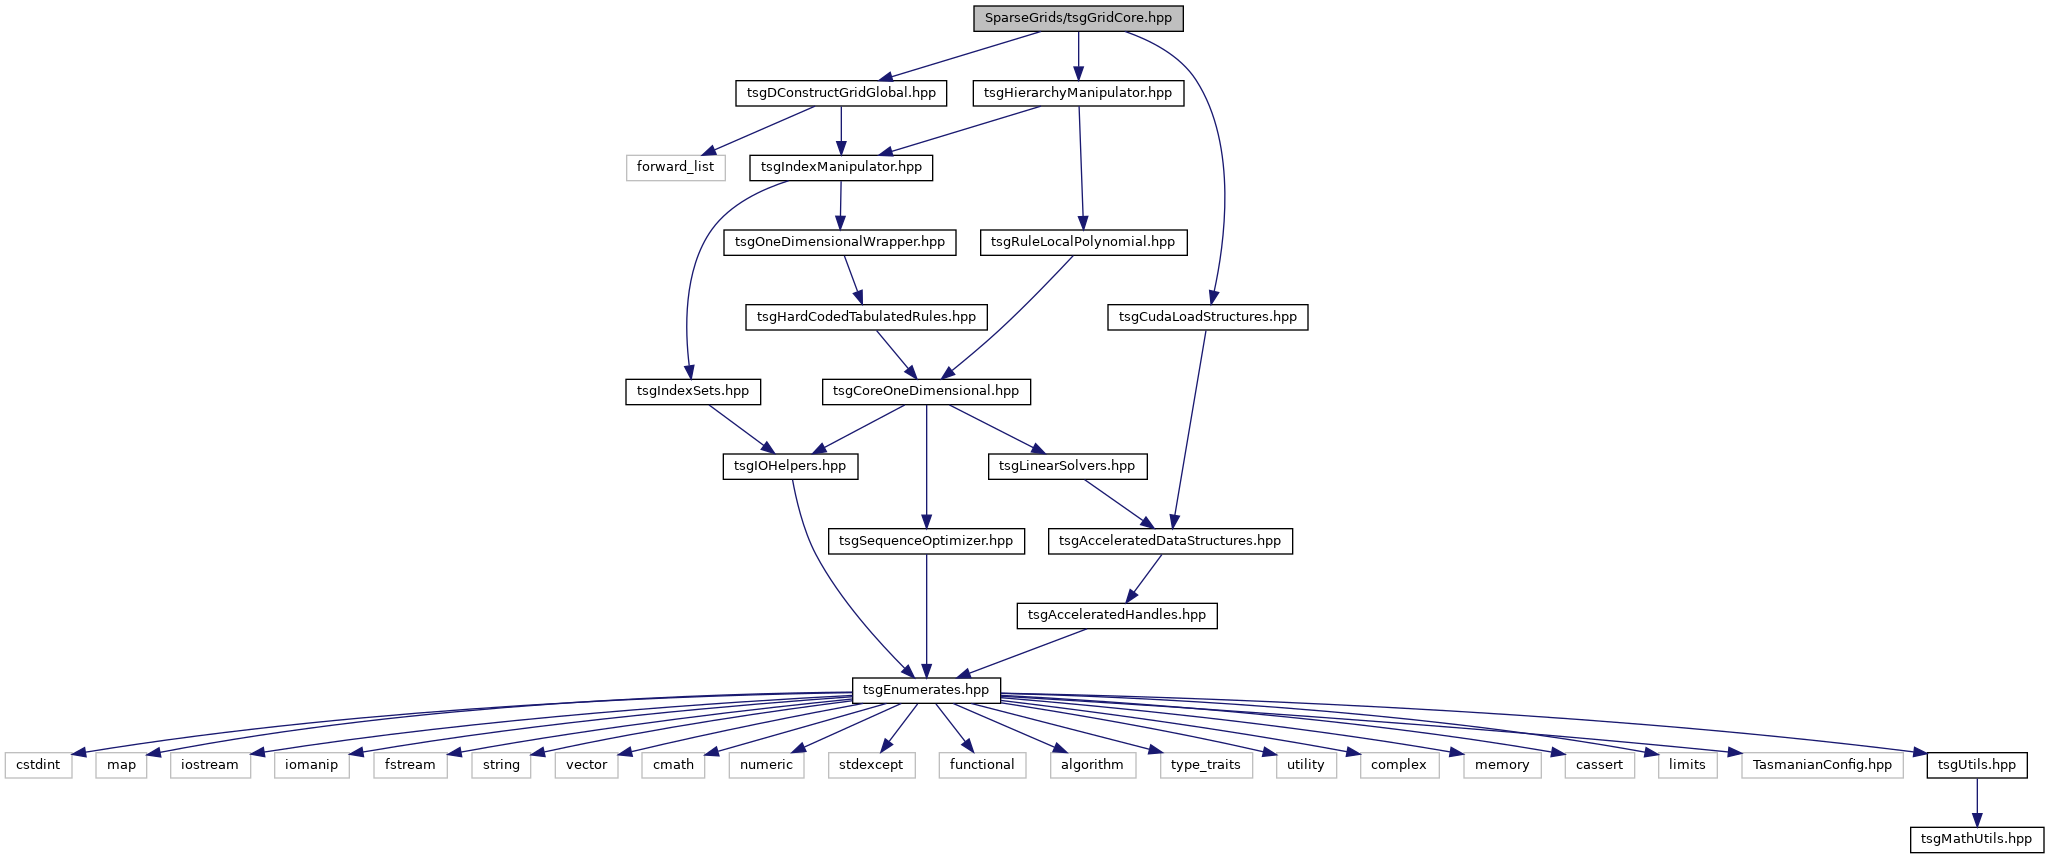 SparseGrids/tsgGridCore.hpp
tsgDConstructGridGlobal.hpp
tsgHierarchyManipulator.hpp
forward_list
tsgIndexManipulator.hpp
tsgOneDimensionalWrapper.hpp
tsgRuleLocalPolynomial.hpp
tsgHardCodedTabulatedRules.hpp
tsgCudaLoadStructures.hpp
tsgIndexSets.hpp
tsgCoreOneDimensional.hpp
tsgIOHelpers.hpp
tsgLinearSolvers.hpp
tsgSequenceOptimizer.hpp
tsgAcceleratedDataStructures.hpp
tsgAcceleratedHandles.hpp
tsgEnumerates.hpp
cstdint
map
iostream
iomanip
fstream
string
vector
cmath
numeric
stdexcept
functional
algorithm
type_traits
utility
complex
memory
cassert
limits
TasmanianConfig.hpp
tsgUtils.hpp
tsgMathUtils.hpp